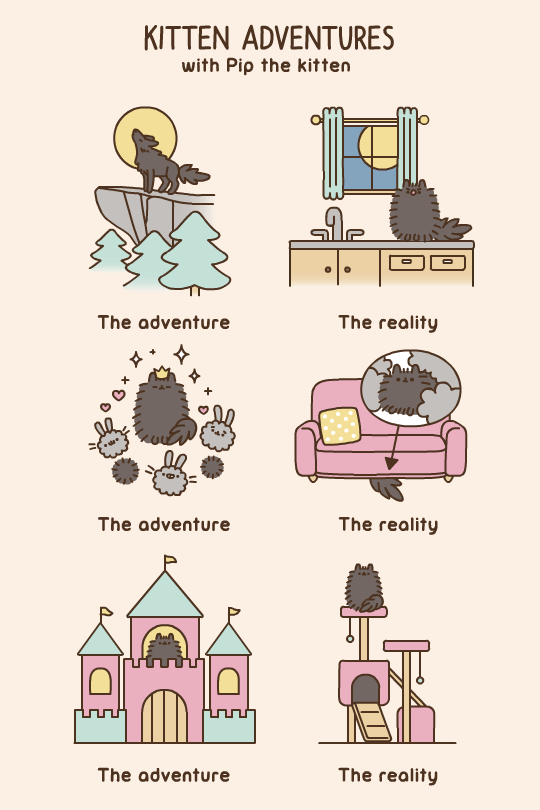 KITTEN ADVENTURES
with Pip the kitten
The adventure
The reality
The adventure
The reality
The adventure
The reality